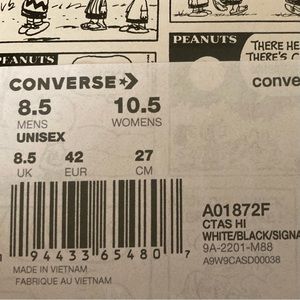 PEANUTS
THERE HE
THERE'S C
CONVERSE
conve
8.5 10.5
MENS WOMENS
UNISEX
8.5 42 27
UK EUR CM
A01872F
CTAS HI
WHITE/BLACK/SIGNA
9A-2201-M88
A9W9CASD00038
1 94433 65480 7
MADE IN VIETNAM
FABRIQUE AU VIETNAM